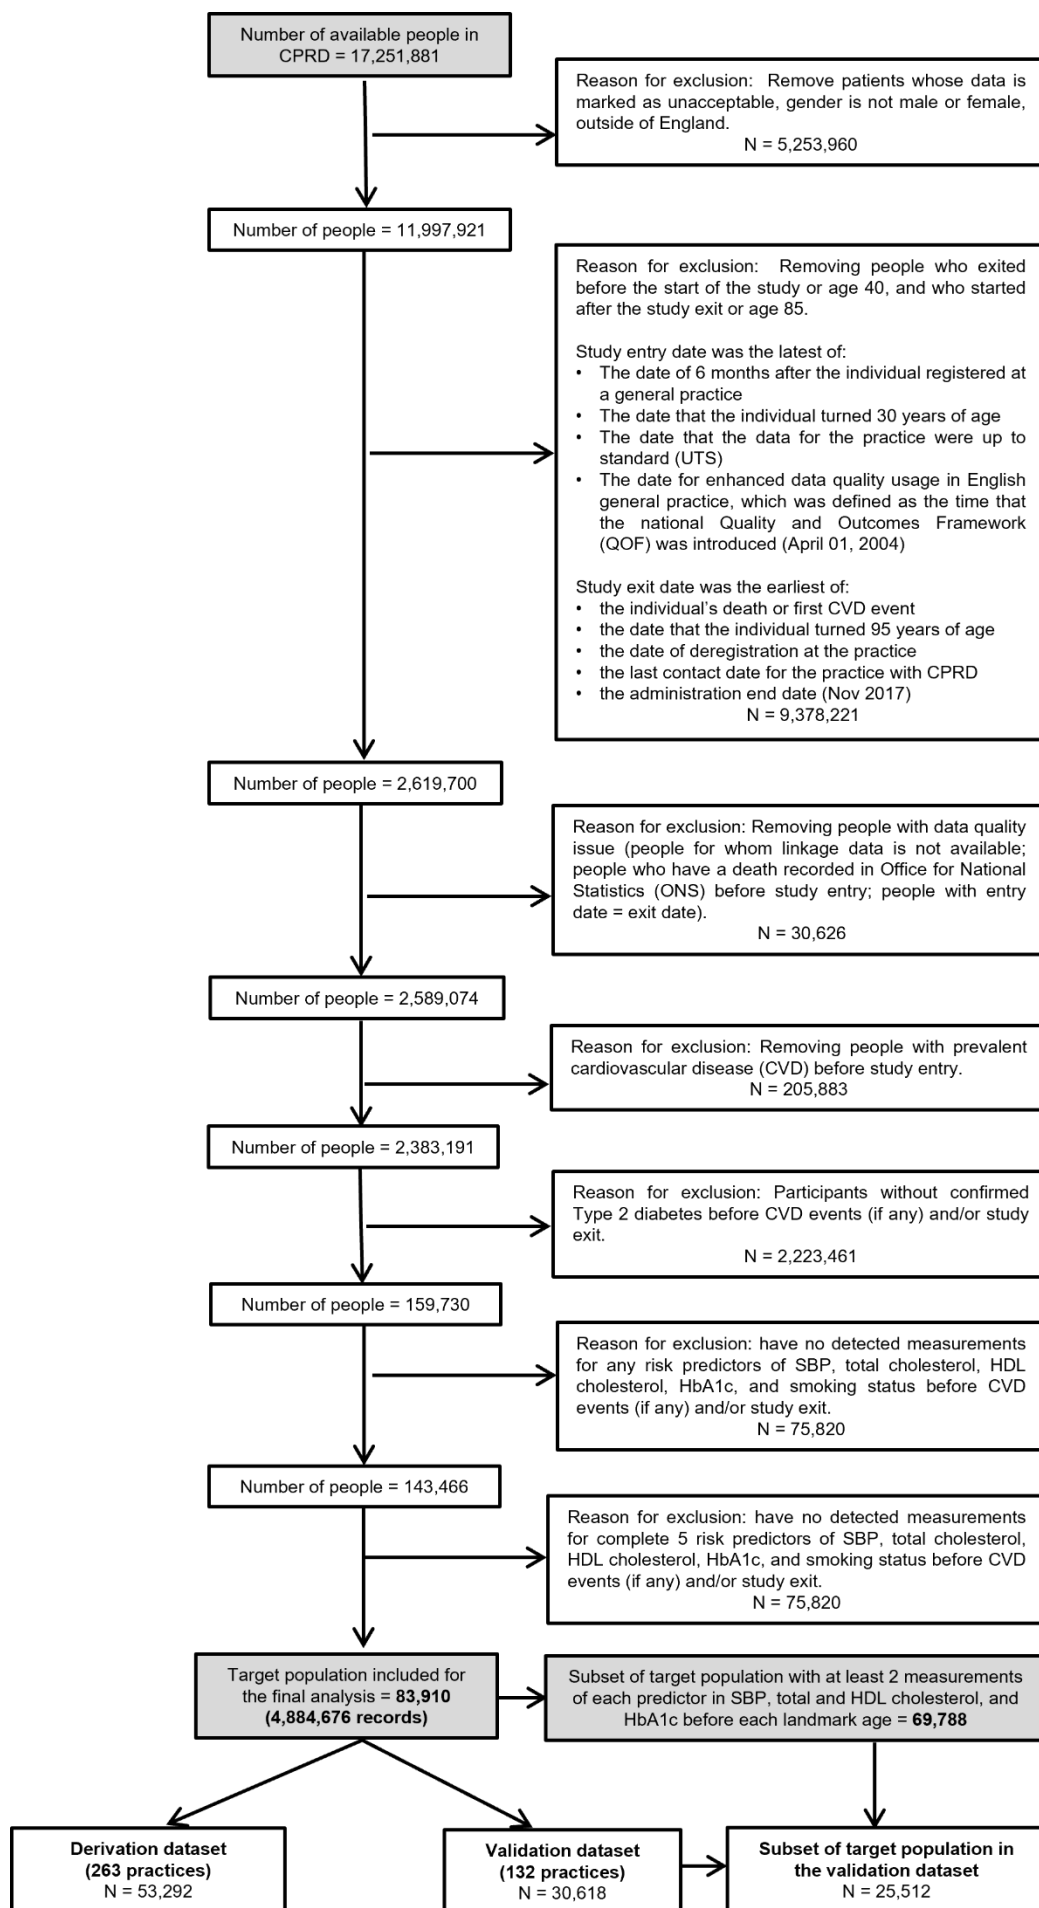 Number of available people in
CPRD = 17,251,881
Reason for exclusion: Remove patients whose data is
marked as unacceptable, gender is not male or female,
outside of England.
N = 5,253,960
Number of people = 11,997,921
Reason for exclusion: Removing people who exited
before the start of the study or age 40, and who started
after the study exit or age 85.
Study entry date was the latest of:
• The date of 6 months after the individual registered at
a general practice
• The date that the individual turned 30 years of age
• The date that the data for the practice were up to
standard (UTS)
• The date for enhanced data quality usage in English
general practice, which was defined as the time that
the national Quality and Outcomes Framework
(QOF) was introduced (April 01, 2004)
Study exit date was the earliest of:
• the individual's death or first CVD event
• the date that the individual turned 95 years of age
• the date of deregistration at the practice
• the last contact date for the practice with CPRD
• the administration end date (Nov 2017)
N = 9,378,221
Number of people = 2,619,700
Reason for exclusion: Removing people with data quality
issue (people for whom linkage data is not available;
people who have a death recorded in Office for National
Statistics (ONS) before study entry; people with entry
date = exit date).
N = 30,626
Number of people = 2,589,074
Reason for exclusion: Removing people with prevalent
cardiovascular disease (CVD) before study entry.
N = 205,883
Number of people = 2,383,191
Reason for exclusion: Participants without confirmed
Type 2 diabetes before CVD events (if any) and/or study
exit.
N = 2,223,461
Number of people = 159,730
Reason for exclusion: have no detected measurements
for any risk predictors of SBP, total cholesterol, HDL
cholesterol, HbA1c, and smoking status before CVD
events (if any) and/or study exit.
N = 75,820
Number of people = 143,466
Reason for exclusion: have no detected measurements
for complete 5 risk predictors of SBP, total cholesterol,
HDL cholesterol, HbA1c, and smoking status before CVD
events (if any) and/or study exit.
N = 75,820
Target population included for
the final analysis = 83,910
(4,884,676 records)
Subset of target population with at least 2 measurements
of each predictor in SBP, total and HDL cholesterol, and
HbA1c before each landmark age = 69,788
Derivation dataset
(263 practices)
N = 53,292
Validation dataset
(132 practices)
N = 30,618
Subset of target population in
the validation dataset
N = 25,512